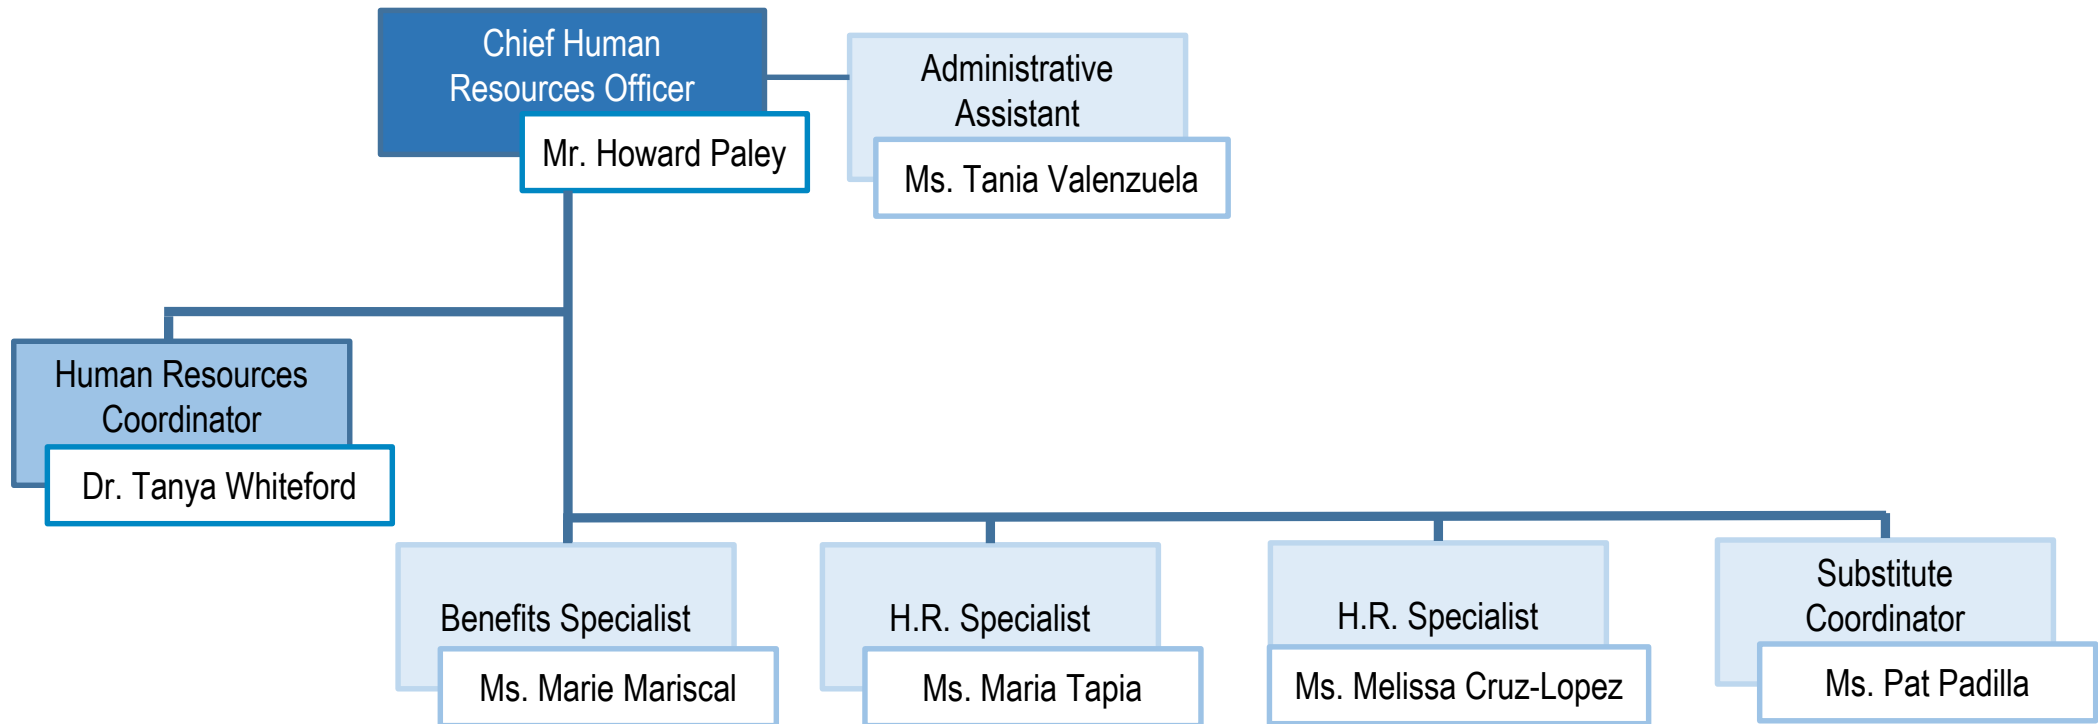 Chief Human
Resources Officer
Mr. Howard Paley
Administrative
Assistant
Ms. Tania Valenzuela
Human Resources
Coordinator
Dr. Tanya Whiteford
Benefits Specialist
Ms. Marie Mariscal
H.R. Specialist
Ms. Maria Tapia
H.R. Specialist
Ms. Melissa Cruz-Lopez
Substitute
Coordinator
Ms. Pat Padilla